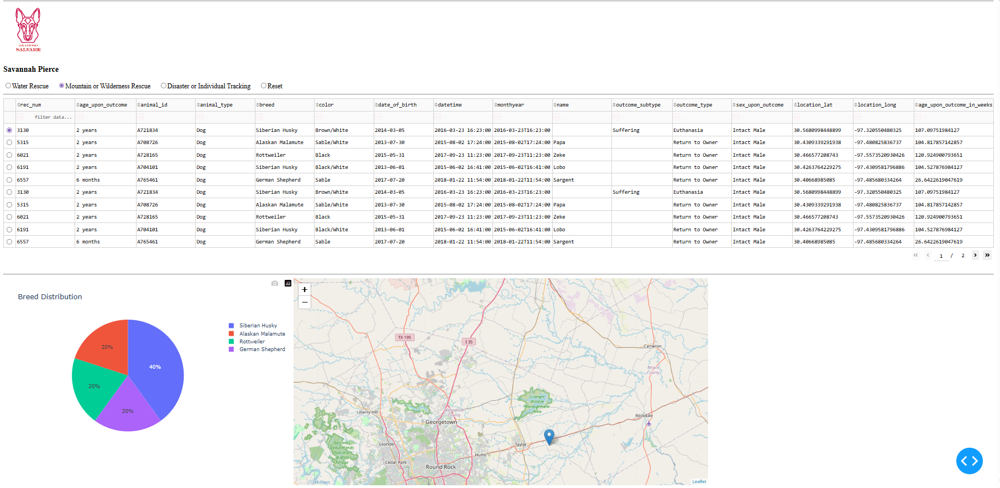 GRAZIOSO
SALVARE
Savannah Pierce
Water Rescue Mountain or Wilderness Rescue Disaster or Individual Tracking Reset
rec_num age_upon_outcome animal_id animal_type breed color date_of_birth datetime monthyear name outcome_subtype outcome_type sex_upon_outcome location_lat location_long age_upon_outcome_in_weeks
filter data...
3130 2 years A721834 Dog Siberian Husky Brown/White 2014-03-05 2016-03-23 16:23:00 2016-03-23T16:23:00 Suffering Euthanasia Intact Male 30.5680998448899 -97.320550480325 107.09751984127
5315 2 years A708726 Dog Alaskan Malamute Sable/White 2013-07-30 2015-08-02 17:24:00 2015-08-02T17:24:00 Papa Return to Owner Intact Male 30.4309339291938 -97.480825836737 104.817857142857
6021 2 years A728165 Dog Rottweiler Black 2015-05-31 2017-09-23 11:23:00 2017-09-23T11:23:00 Zeke Return to Owner Intact Male 30.466577208743 -97.5573520930426 120.924900793651
6191 2 years A704101 Dog Siberian Husky Black/White 2013-06-01 2015-06-02 16:41:00 2015-06-02T16:41:00 Lobo Return to Owner Intact Male 30.4263764229275 -97.4309581796886 104.527876984127
6557 6 months A765461 Dog German Shepherd Sable 2017-07-20 2018-01-22 11:54:00 2018-01-22T11:54:00 Sargent Return to Owner Intact Male 30.40668985085 -97.485680334264 26.6422619047619
3130 2 years A721834 Dog Siberian Husky Brown/White 2014-03-05 2016-03-23 16:23:00 2016-03-23T16:23:00 Suffering Euthanasia Intact Male 30.5680998448899 -97.320550480325 107.09751984127
5315 2 years A708726 Dog Alaskan Malamute Sable/White 2013-07-30 2015-08-02 17:24:00 2015-08-02T17:24:00 Papa Return to Owner Intact Male 30.4309339291938 -97.480825836737 104.817857142857
6021 2 years A728165 Dog Rottweiler Black 2015-05-31 2017-09-23 11:23:00 2017-09-23T11:23:00 Zeke Return to Owner Intact Male 30.466577208743 -97.5573520930426 120.924900793651
6191 2 years A704101 Dog Siberian Husky Black/White 2013-06-01 2015-06-02 16:41:00 2015-06-02T16:41:00 Lobo Return to Owner Intact Male 30.4263764229275 -97.4309581796886 104.527876984127
6557 6 months A765461 Dog German Shepherd Sable 2017-07-20 2018-01-22 11:54:00 2018-01-22T11:54:00 Sargent Return to Owner Intact Male 30.40668985085 -97.485680334264 26.6422619047619
1 / 2
Breed Distribution
Siberian Husky
Alaskan Malamute
Rottweiler
German Shepherd
20%
40%
20%
20%
+
−
TX 195
I 35
Cameron
Milam
County
Granger
Wildlife
Management
Area
Liberty Hill
Williamson
County
Rockdale
Georgetown
Leander
Taylor
Balcones
Canyonlands
National
Wildlife
Refuge
Hutto
Cedar Park
Round Rock
Lake Travis
Leaflet